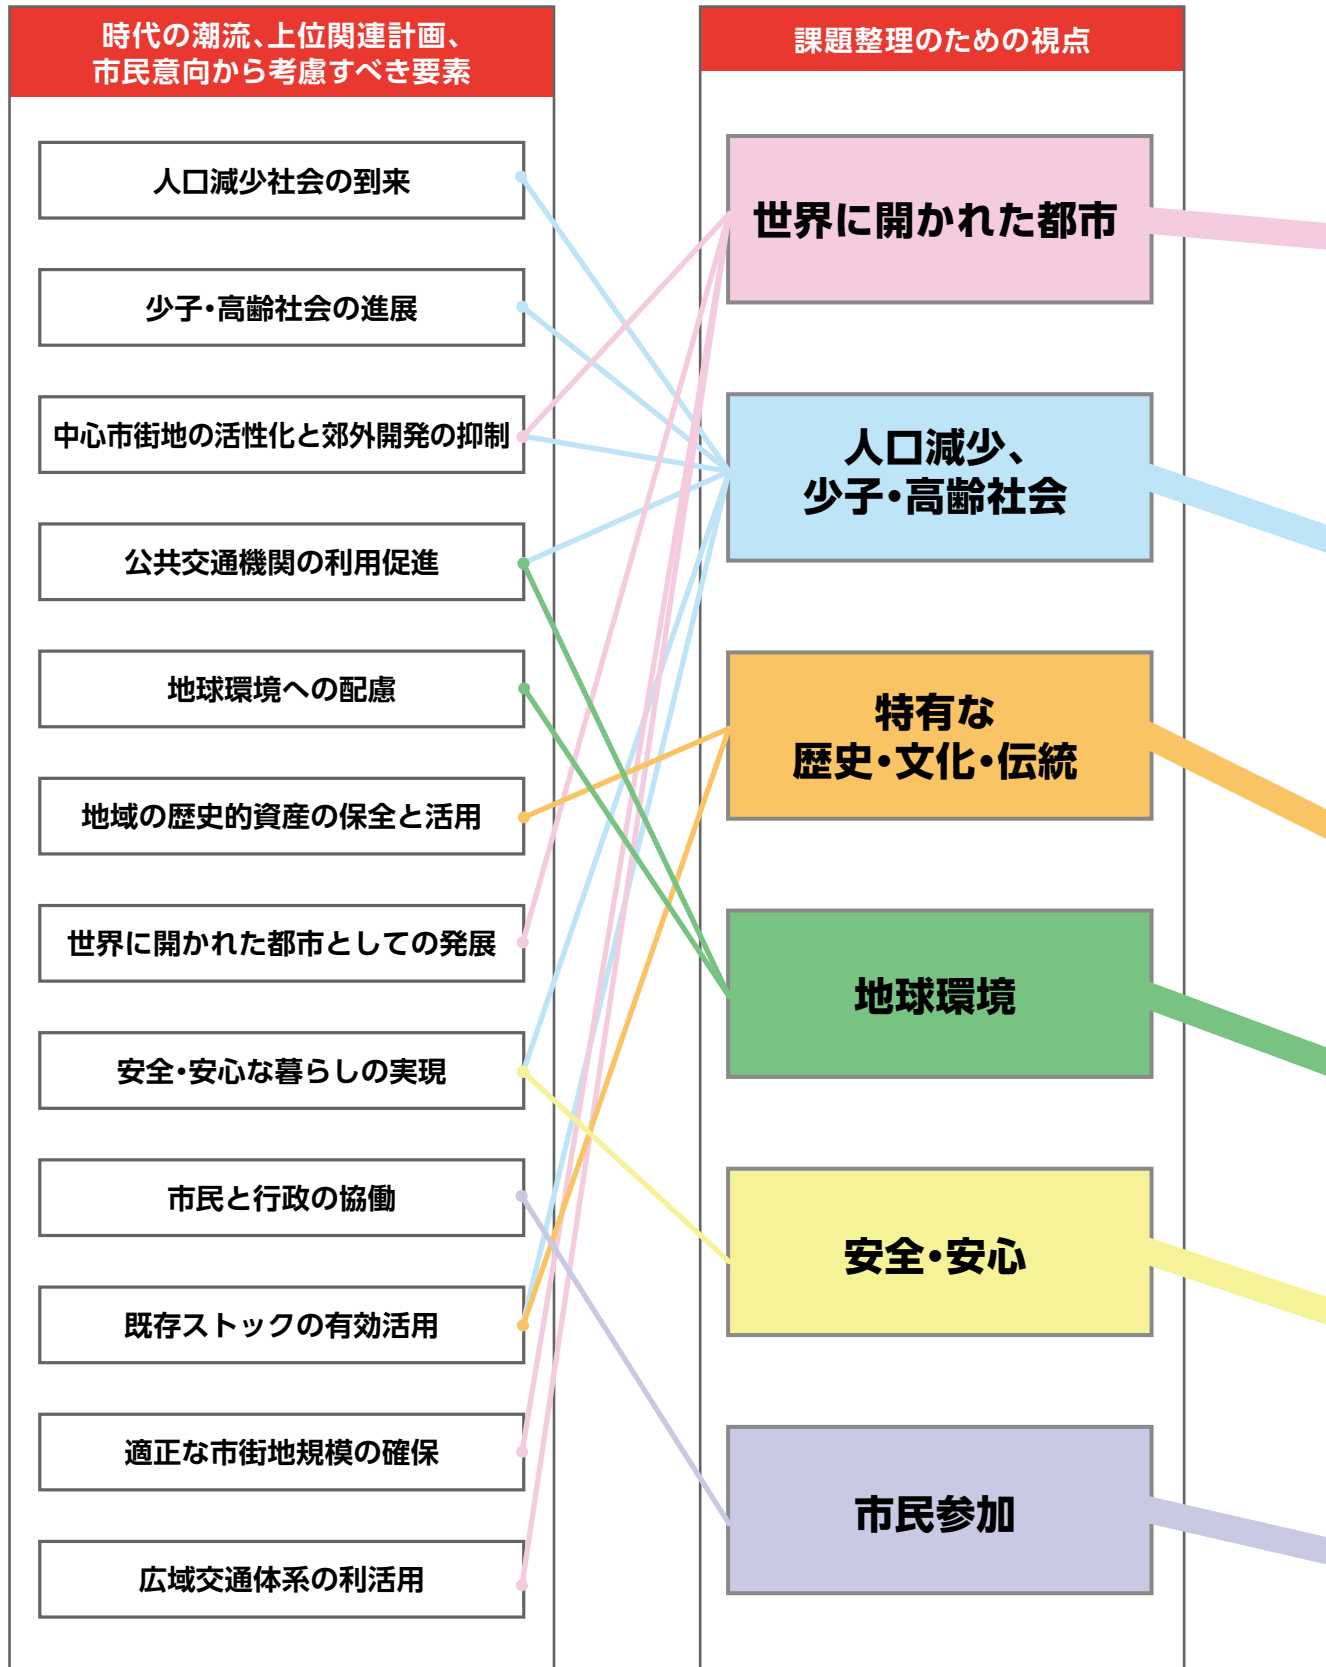 時代の潮流、上位関連計画、
市民意向から考慮すべき要素
人口減少社会の到来
少子・高齢社会の進展
中心市街地の活性化と郊外開発の抑制
公共交通機関の利用促進
地球環境への配慮
地域の歴史的資産の保全と活用
世界に開かれた都市としての発展
安全・安心な暮らしの実現
市民と行政の協働
既存ストックの有効活用
適正な市街地規模の確保
広域交通体系の利活用
課題整理のための視点
世界に開かれた都市
人口減少、
少子・高齢社会
特有な
歴史・文化・伝統
地球環境
安全・安心
市民参加